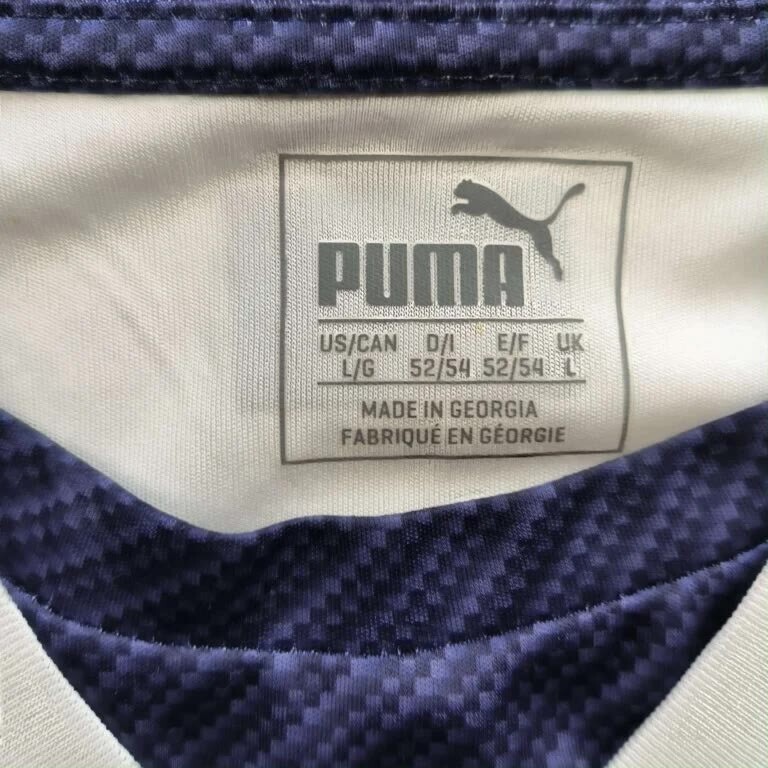 PUMA
US/CAN D/I E/F UK
L/G 52/54 52/54 L
MADE IN GEORGIA
FABRIQUÉ EN GÉORGIE